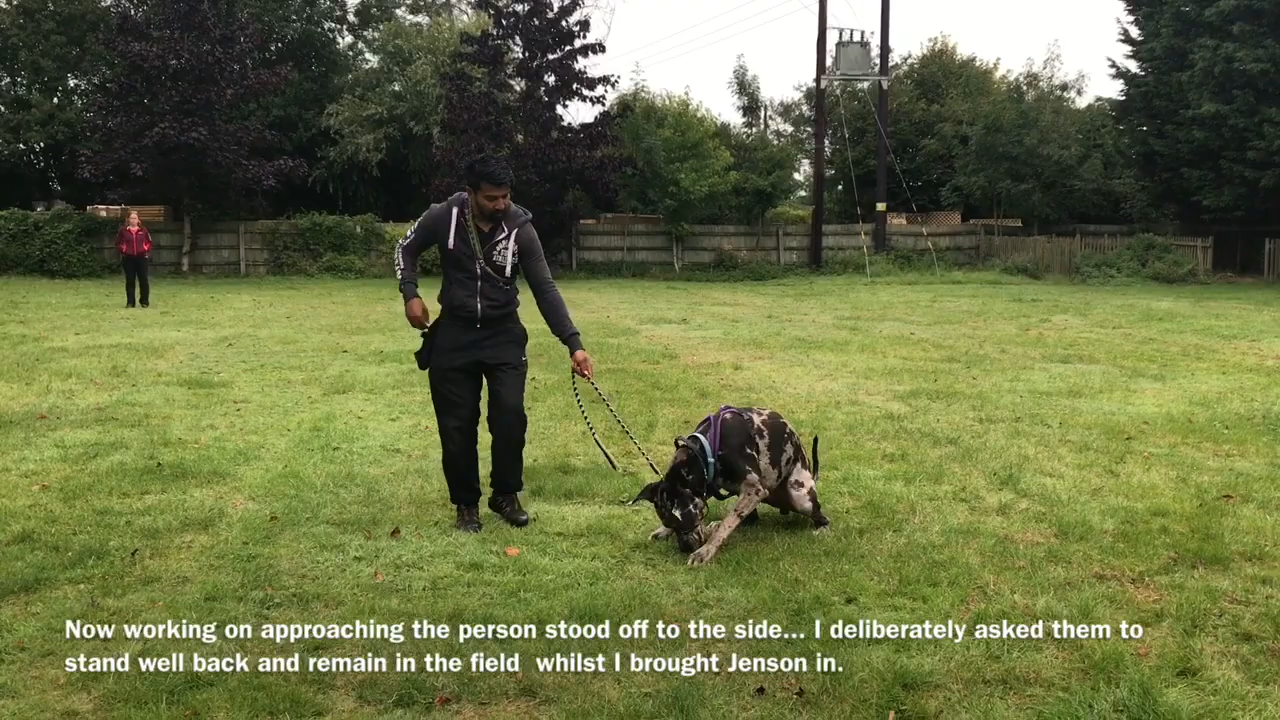 Now working on approaching the person stood off to the side... I deliberately asked them to
stand well back and remain in the field  whilst I brought Jenson in.